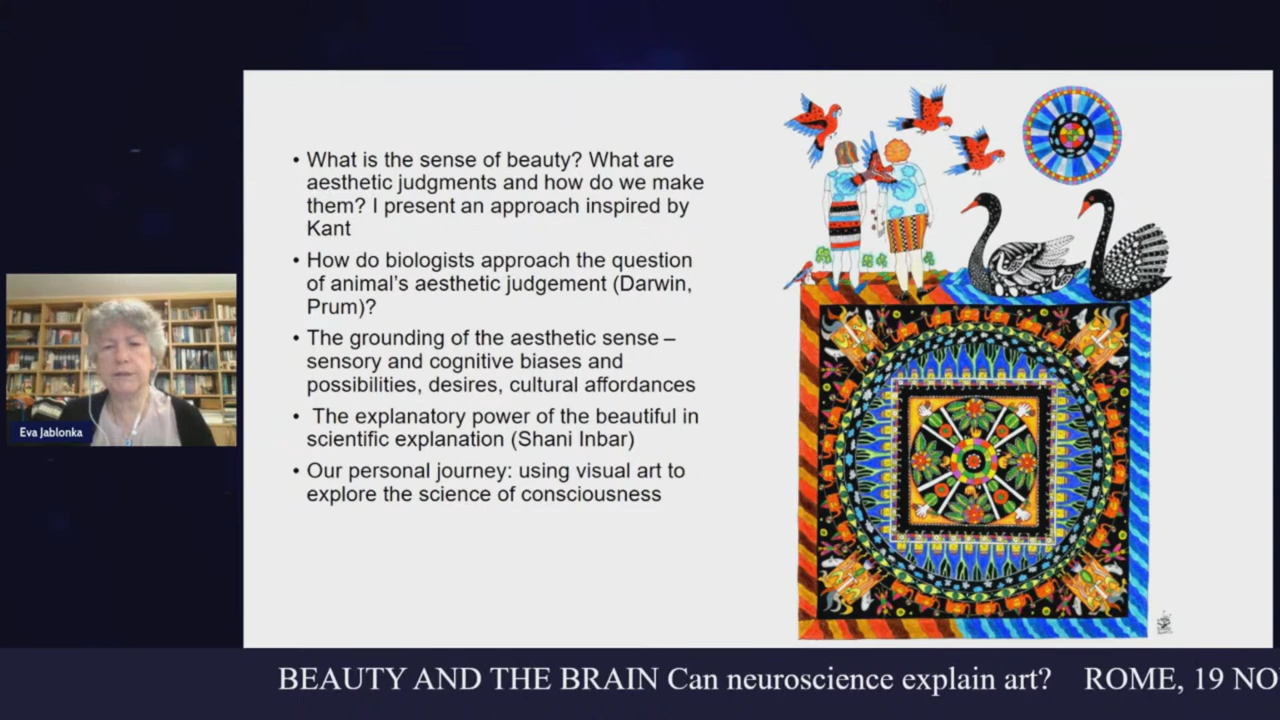 • What is the sense of beauty? What are
aesthetic judgments and how do we make
them? I present an approach inspired by
Kant
• How do biologists approach the question
of animal's aesthetic judgement (Darwin,
Prum)?
• The grounding of the aesthetic sense –
sensory and cognitive biases and
possibilities, desires, cultural affordances
• The explanatory power of the beautiful in
scientific explanation (Shani Inbar)
• Our personal journey: using visual art to
explore the science of consciousness
Eva Jablonka
BEAUTY AND THE BRAIN Can neuroscience explain art? ROME, 19 NO